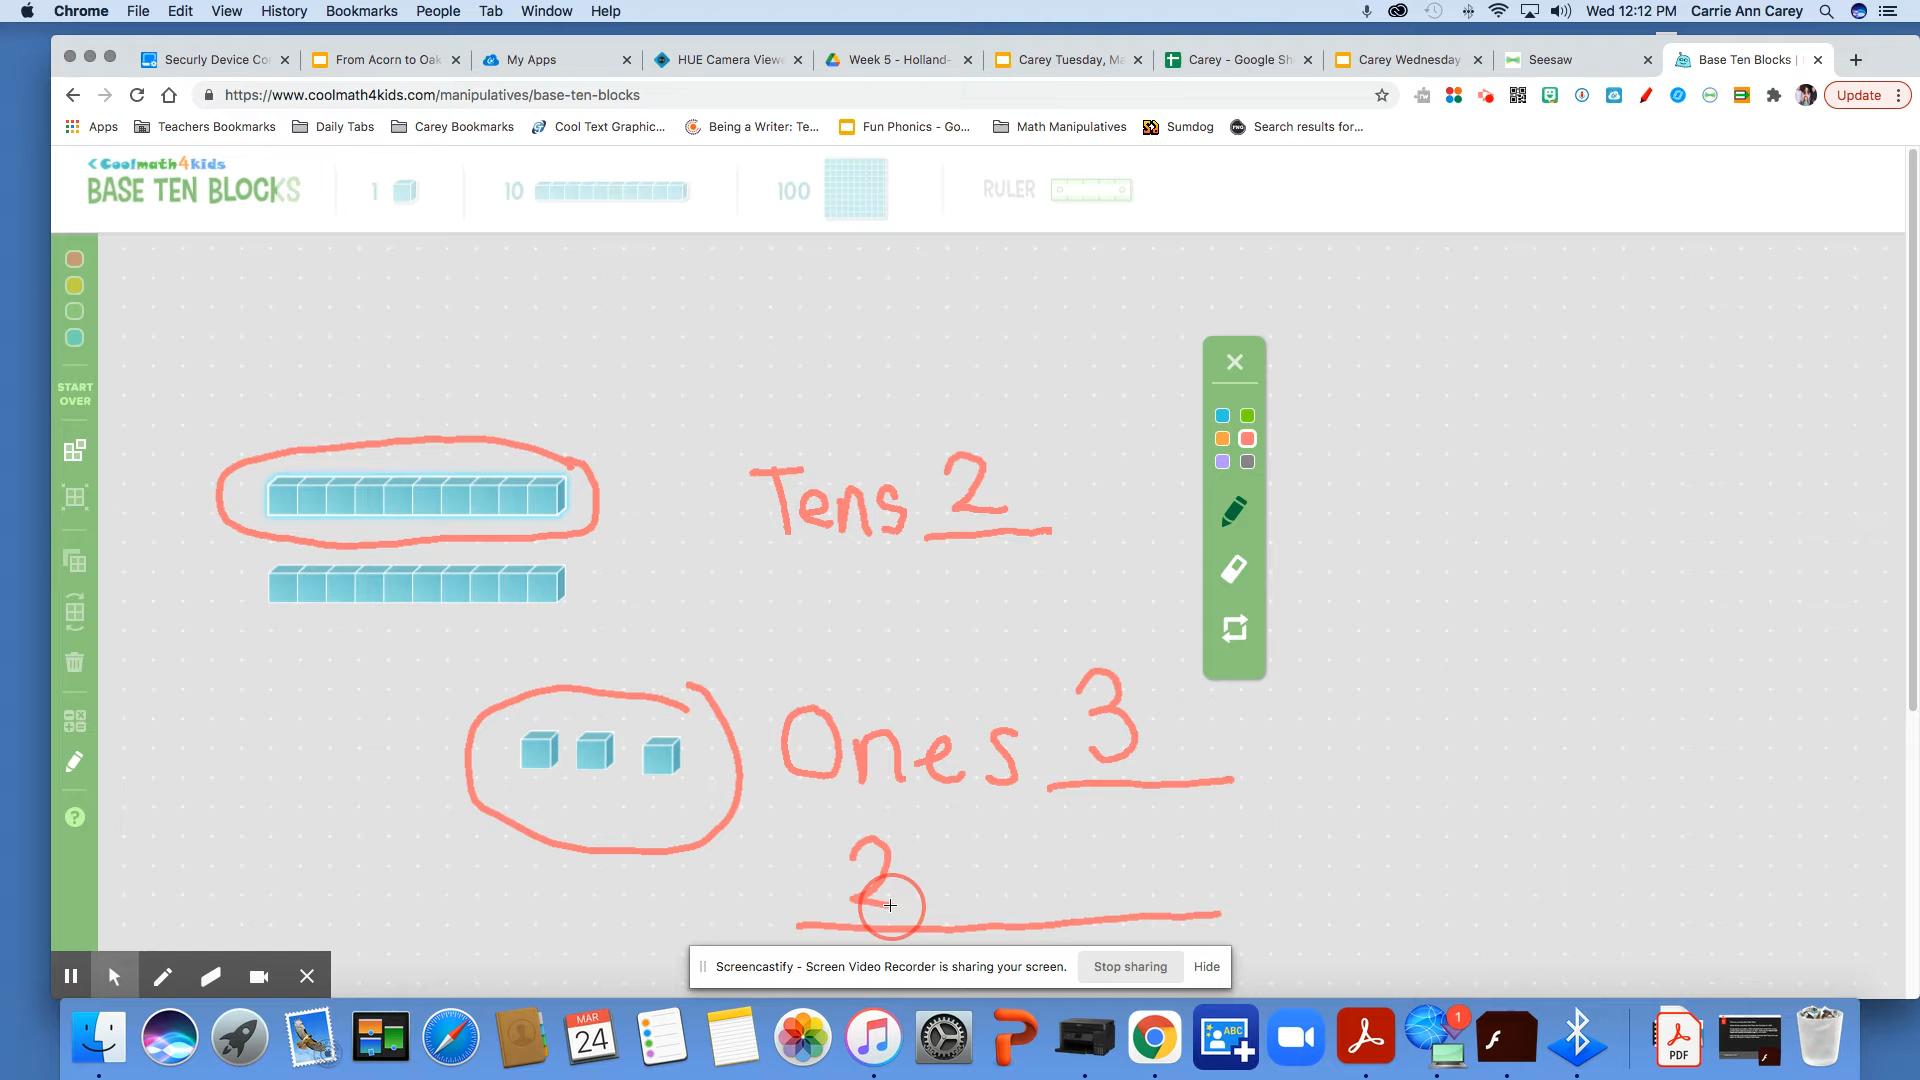 Chrome File Edit View History Bookmarks People Tab Window Help Wed 12:12 PM Carrie Ann Carey
Securly Device Co From Acorn to Oak My Apps HUE Camera Viewe Week 5 - Holland- Carey Tuesday, Ma Carey - Google Sh Carey Wednesday Seesaw Base Ten Blocks |
https://www.coolmath4kids.com/manipulatives/base-ten-blocks Update
Apps Teachers Bookmarks Daily Tabs Carey Bookmarks Cool Text Graphic... Being a Writer: Te... Fun Phonics - Go... Math Manipulatives Sumdog Search results for...
<Coolmath4kids
BASE TEN BLOCKS 1 10 100 RULER
START
OVER
Tens 2
Ones 3
2
Screencastify - Screen Video Recorder is sharing your screen. Stop sharing Hide
MAR
24
ABC
1
PDF